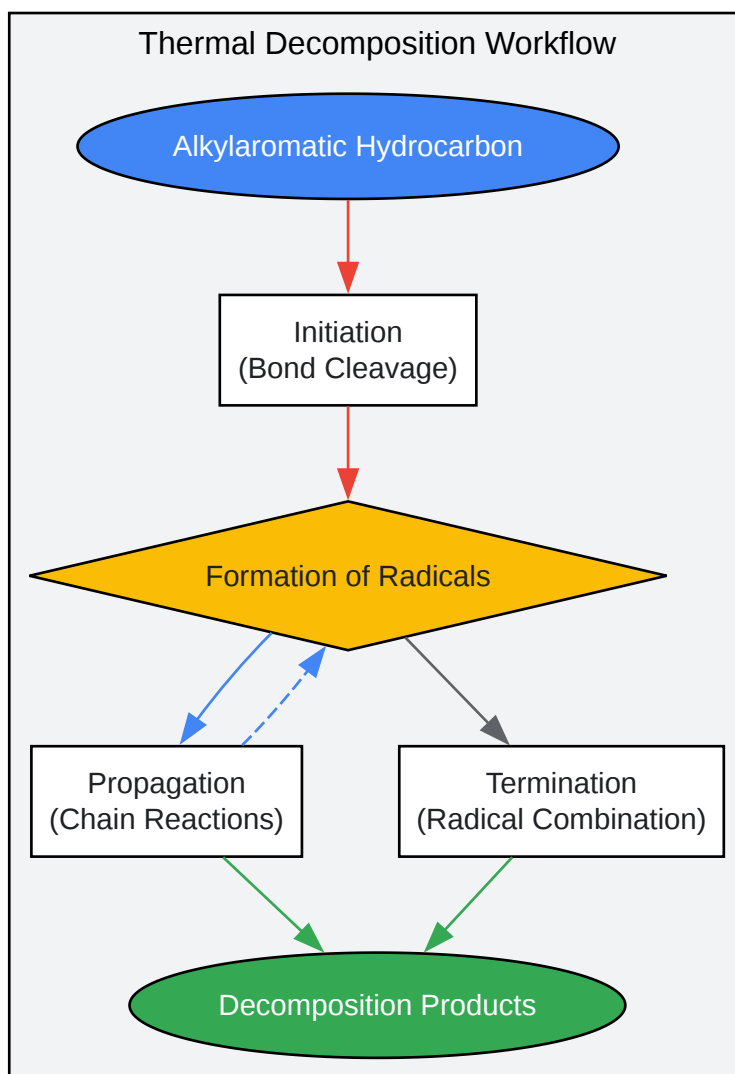 Thermal Decomposition Workflow
Alkylaromatic Hydrocarbon
Initiation
(Bond Cleavage)
Formation of Radicals
Propagation
(Chain Reactions)
Termination
(Radical Combination)
Decomposition Products